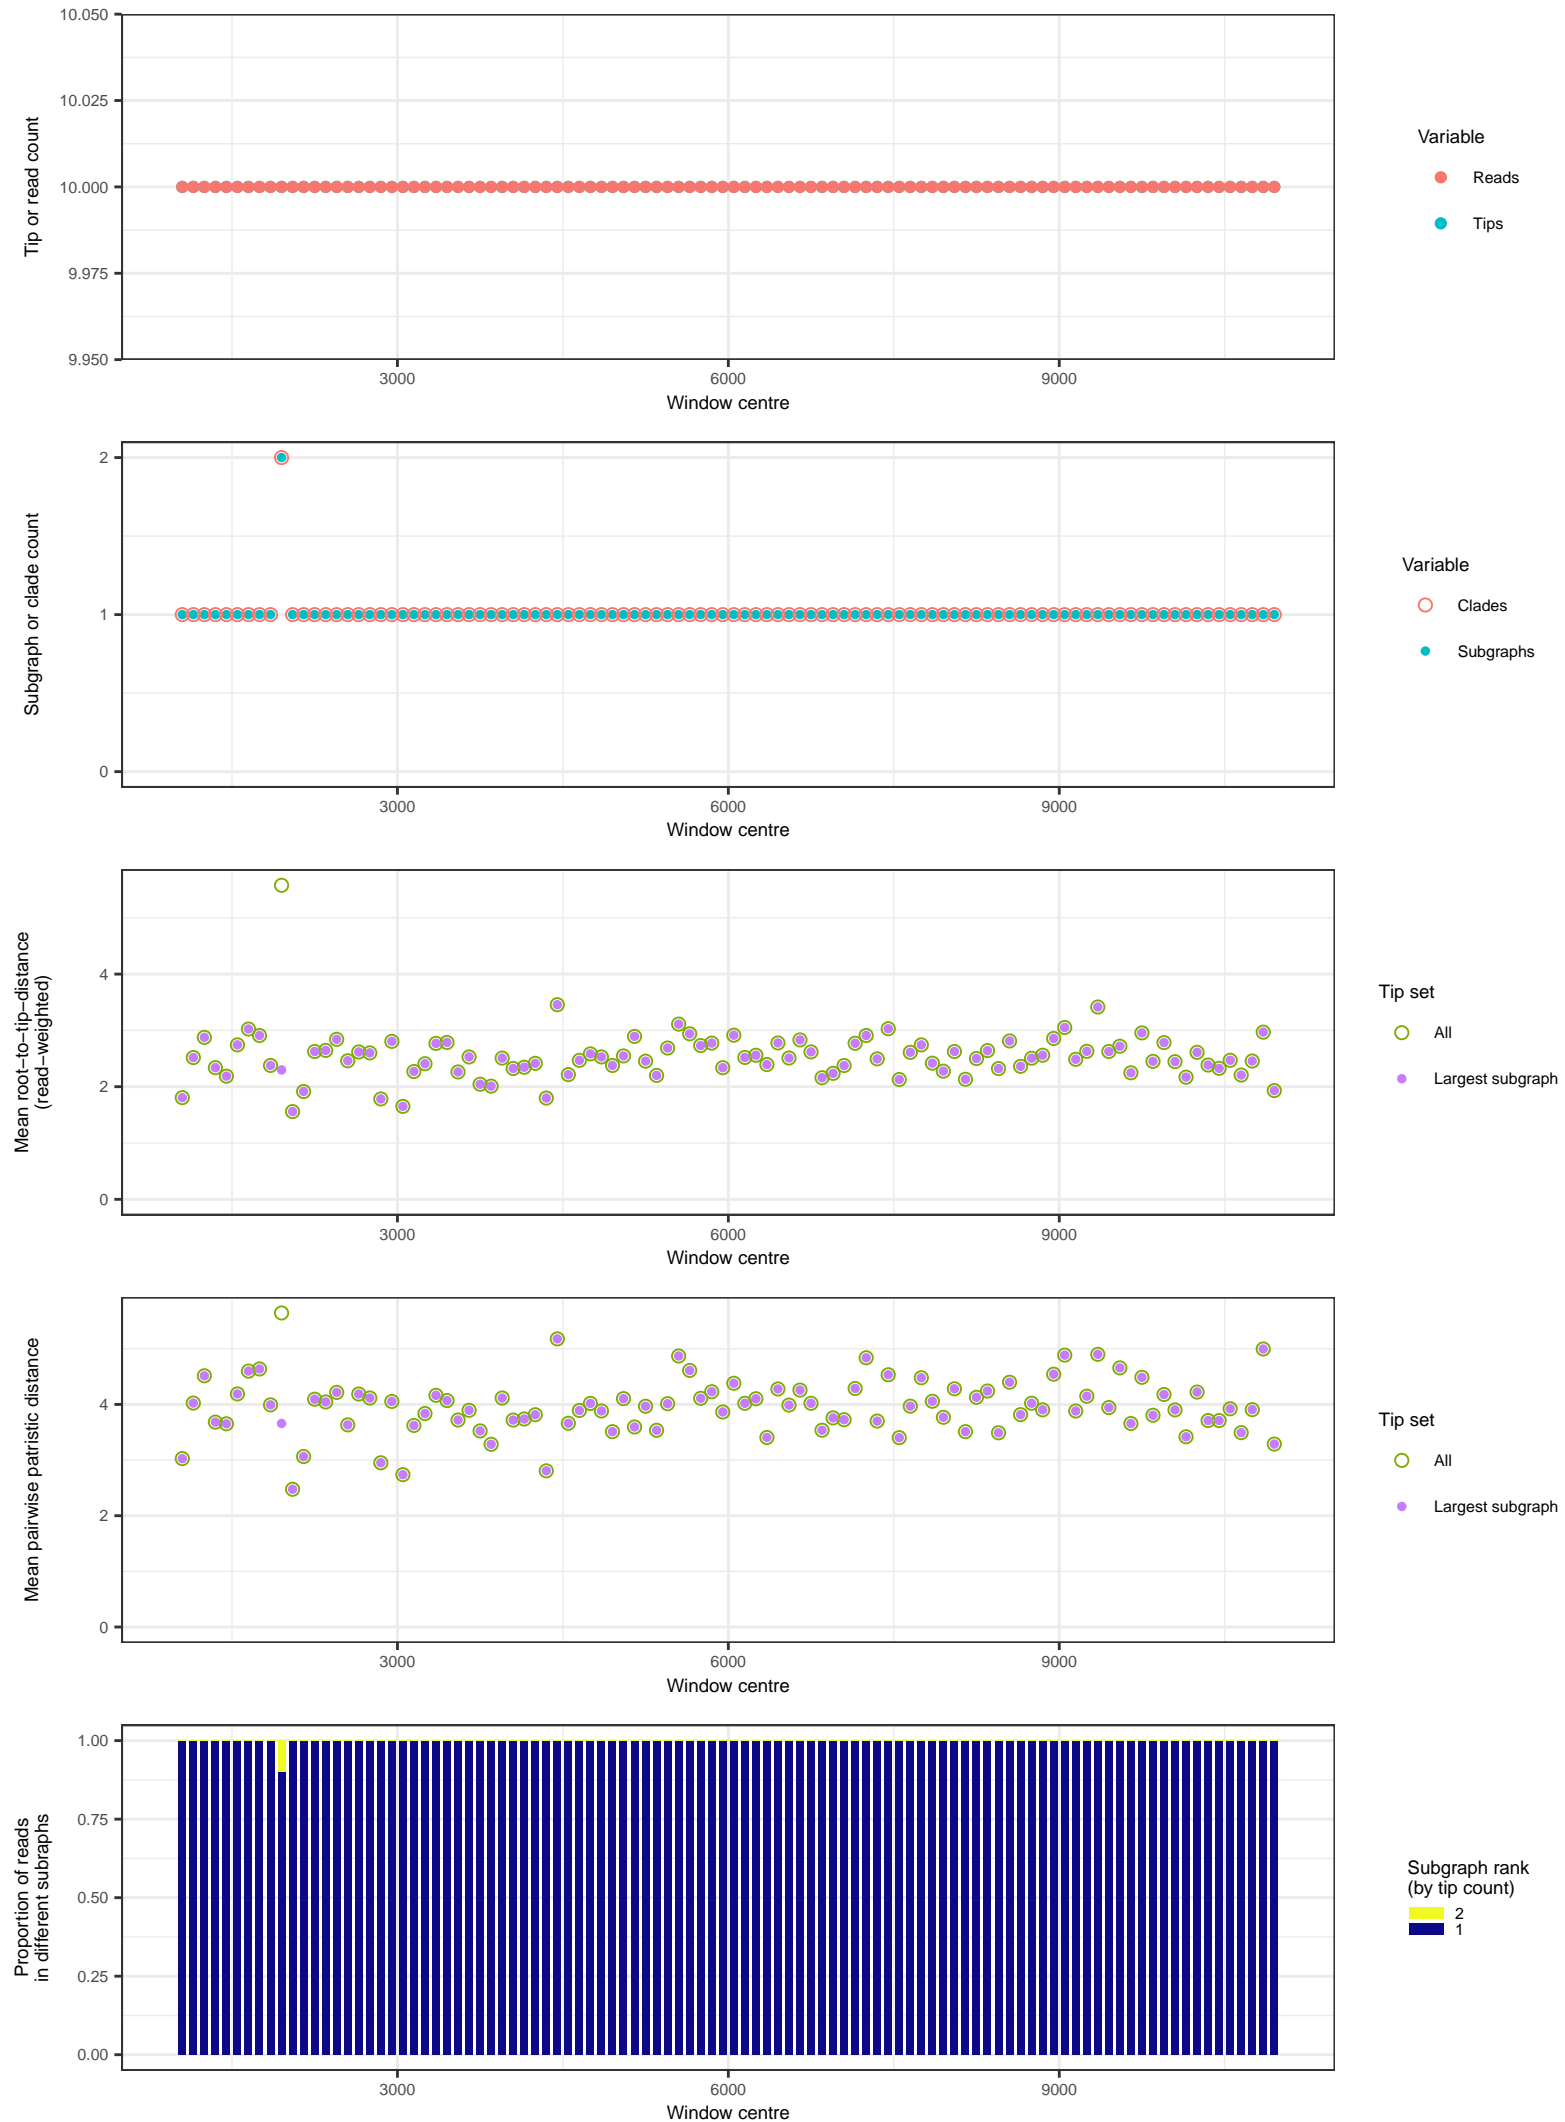 10.050
10.025
10.000
9.975
9.950
Tip or read count
3000
6000
9000
Window centre
Variable
Reads
Tips
2
1
0
Subgraph or clade count
3000
6000
9000
Window centre
Variable
Clades
Subgraphs
4
2
0
Mean root−to−tip−distance
(read−weighted)
3000
6000
9000
Window centre
Tip set
All
Largest subgraph
4
2
0
Mean pairwise patristic distance
3000
6000
9000
Window centre
Tip set
All
Largest subgraph
1.00
0.75
0.50
0.25
0.00
Proportion of reads
in different subraphs
3000
6000
9000
Window centre
Subgraph rank
(by tip count)
2
1